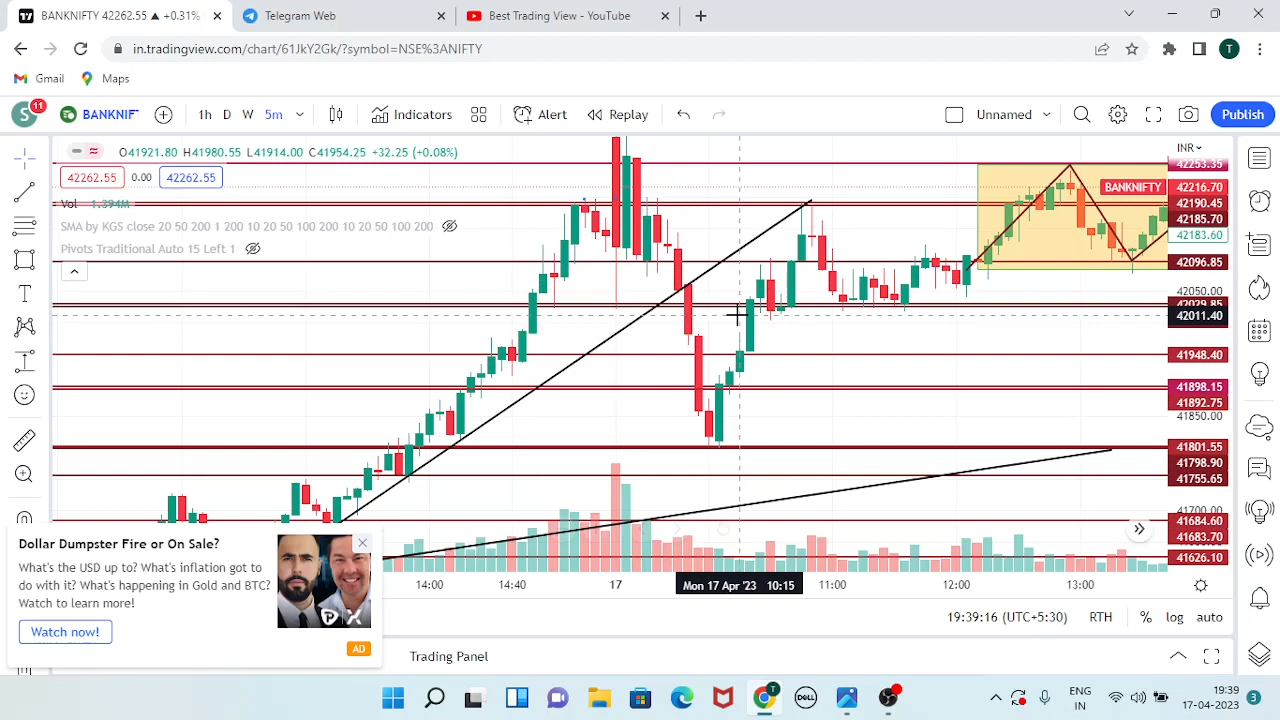 BANKNIFTY 42262.55 ▲ +0.31%
Telegram Web
Best Trading View - YouTube
in.tradingview.com/chart/61JkY2Gk/?symbol=NSE%3ANIFTY
T
Gmail
Maps
S
11
BANKNIF
1h
D
W
5m
Indicators
Alert
Replay
Unnamed
Publish
O41921.80 H41980.55 L41914.00 C41954.25 +32.25 (+0.08%)
INR
42262.55
0.00
42262.55
Vol 1.394M
SMA by KGS close 20 50 200 1 200 10 20 50 100 200 10 20 50 100 200
Pivots Traditional Auto 15 Left 1
42253.35
BANKNIFTY
42216.70
42190.45
42185.70
42183.60
42096.85
42050.00
42029.85
42011.40
41948.40
41898.15
41892.75
41850.00
41801.55
41798.90
41755.65
41700.00
41684.60
41683.70
41626.10
Dollar Dumpster Fire or On Sale?
What's the USD up to? What's inflation got to
do with it? What's happening in Gold and BTC?
Watch to learn more!
Watch now!
AD
14:00
14:40
17
Mon 17 Apr '23 10:15
11:00
12:00
13:00
19:39:16 (UTC+5:30)
RTH
%
log
auto
Trading Panel
T
DELL
ENG
IN
19:39
17-04-2023
3